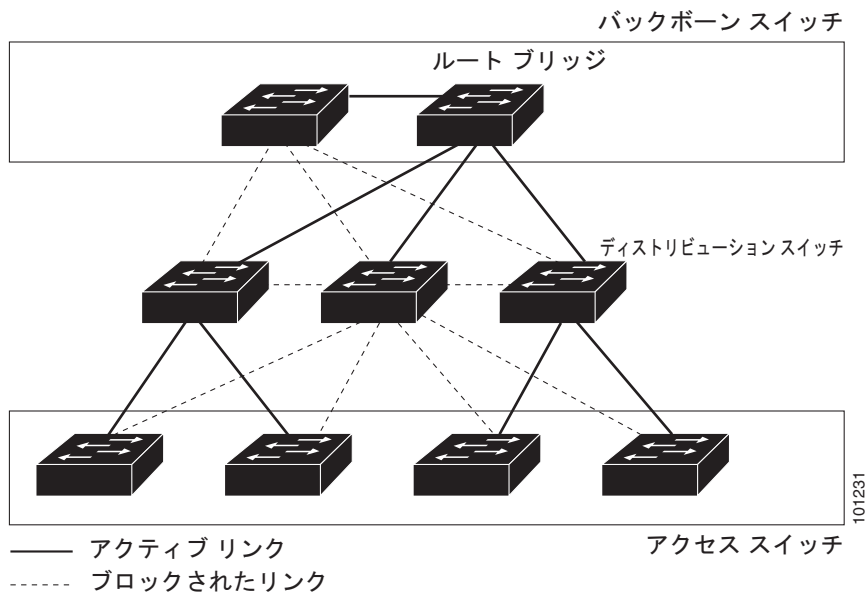 バックボーン スイッチ
ルート ブリッジ
ディストリビューション スイッチ
101231
アクティブ リンク
アクセス スイッチ
ブロックされたリンク